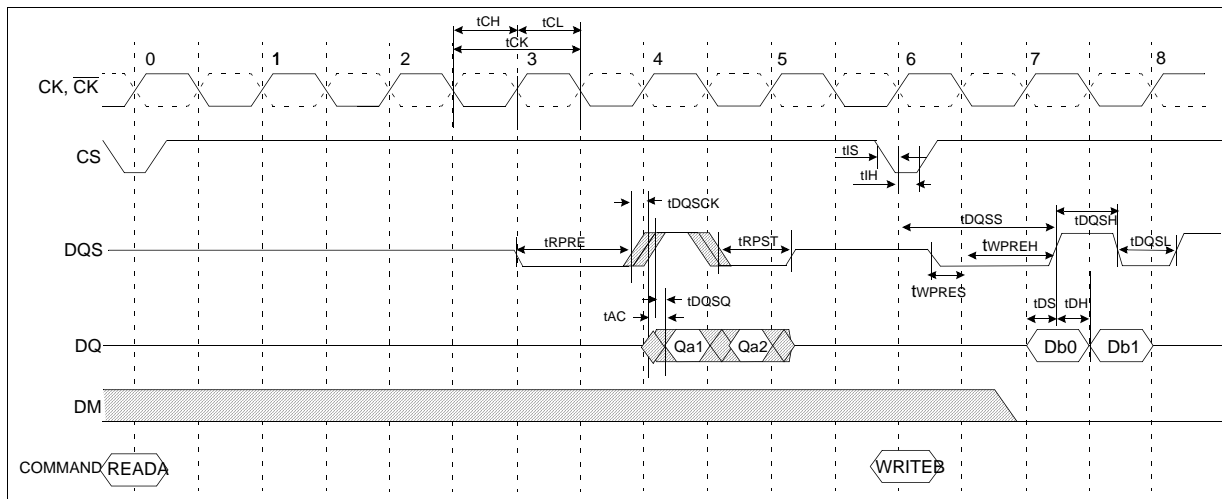 tCH tCL
tCK
0 1 2 3 4 5 6 7 8
CK, CK
CS
tIS
tIH
tDQSCK
tDQSS
tDQSH
DQS
tRPRE
tRPST
tWPREH
tDQSL
tWPRES
tDQSQ
tAC
tDS tDH
DQ
Qa1 Qa2
Db0 Db1
DM
COMMAND READA WRITEB